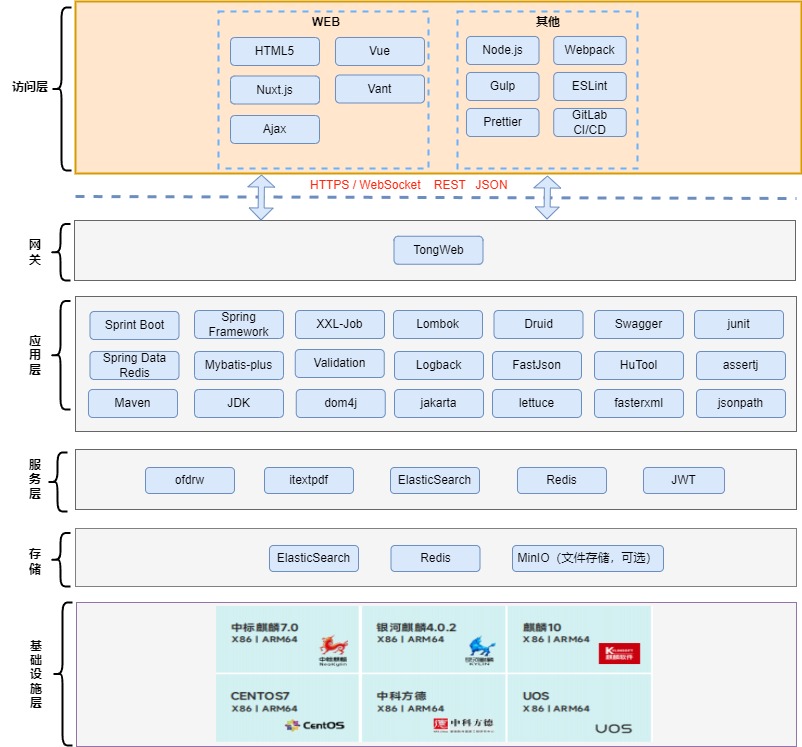 访问层
WEB
HTML5
Vue
Nuxt.js
Vant
Ajax
其他
Node.js
Webpack
Gulp
ESLint
Prettier
GitLab
CI/CD
HTTPS / WebSocket REST JSON
网
关
TongWeb
应
用
层
Sprint Boot
Spring
Framework
XXL-Job
Lombok
Druid
Swagger
junit
Spring Data
Redis
Mybatis-plus
Validation
Logback
FastJson
HuTool
assertj
Maven
JDK
dom4j
jakarta
lettuce
fasterxml
jsonpath
服
务
层
ofdrw
itextpdf
ElasticSearch
Redis
JWT
存
储
ElasticSearch
Redis
MinIO（文件存储，可选）
基
础
设
施
层
中标麒麟7.0
X86 | ARM64
中标麒麟
NeoKylin
银河麒麟4.0.2
X86 | ARM64
银河麒麟
KYLIN
麒麟10
X86 | ARM64
麒麟软件
CENTOS7
X86 | ARM64
CentOS
中科方德
X86 | ARM64
中科方德
UOS
X86 | ARM64
UOS